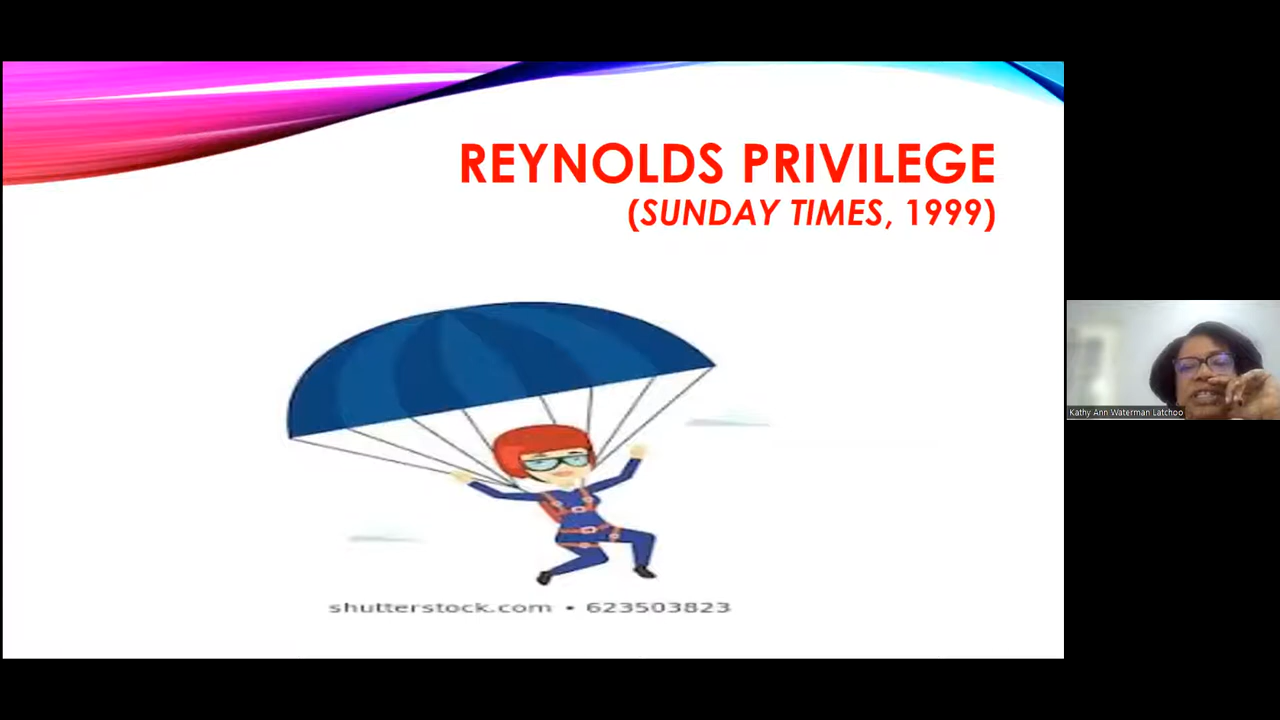 REYNOLDS PRIVILEGE
(SUNDAY TIMES, 1999)
shutterstock.com • 623503823
Kathy Ann Waterman Latchoo